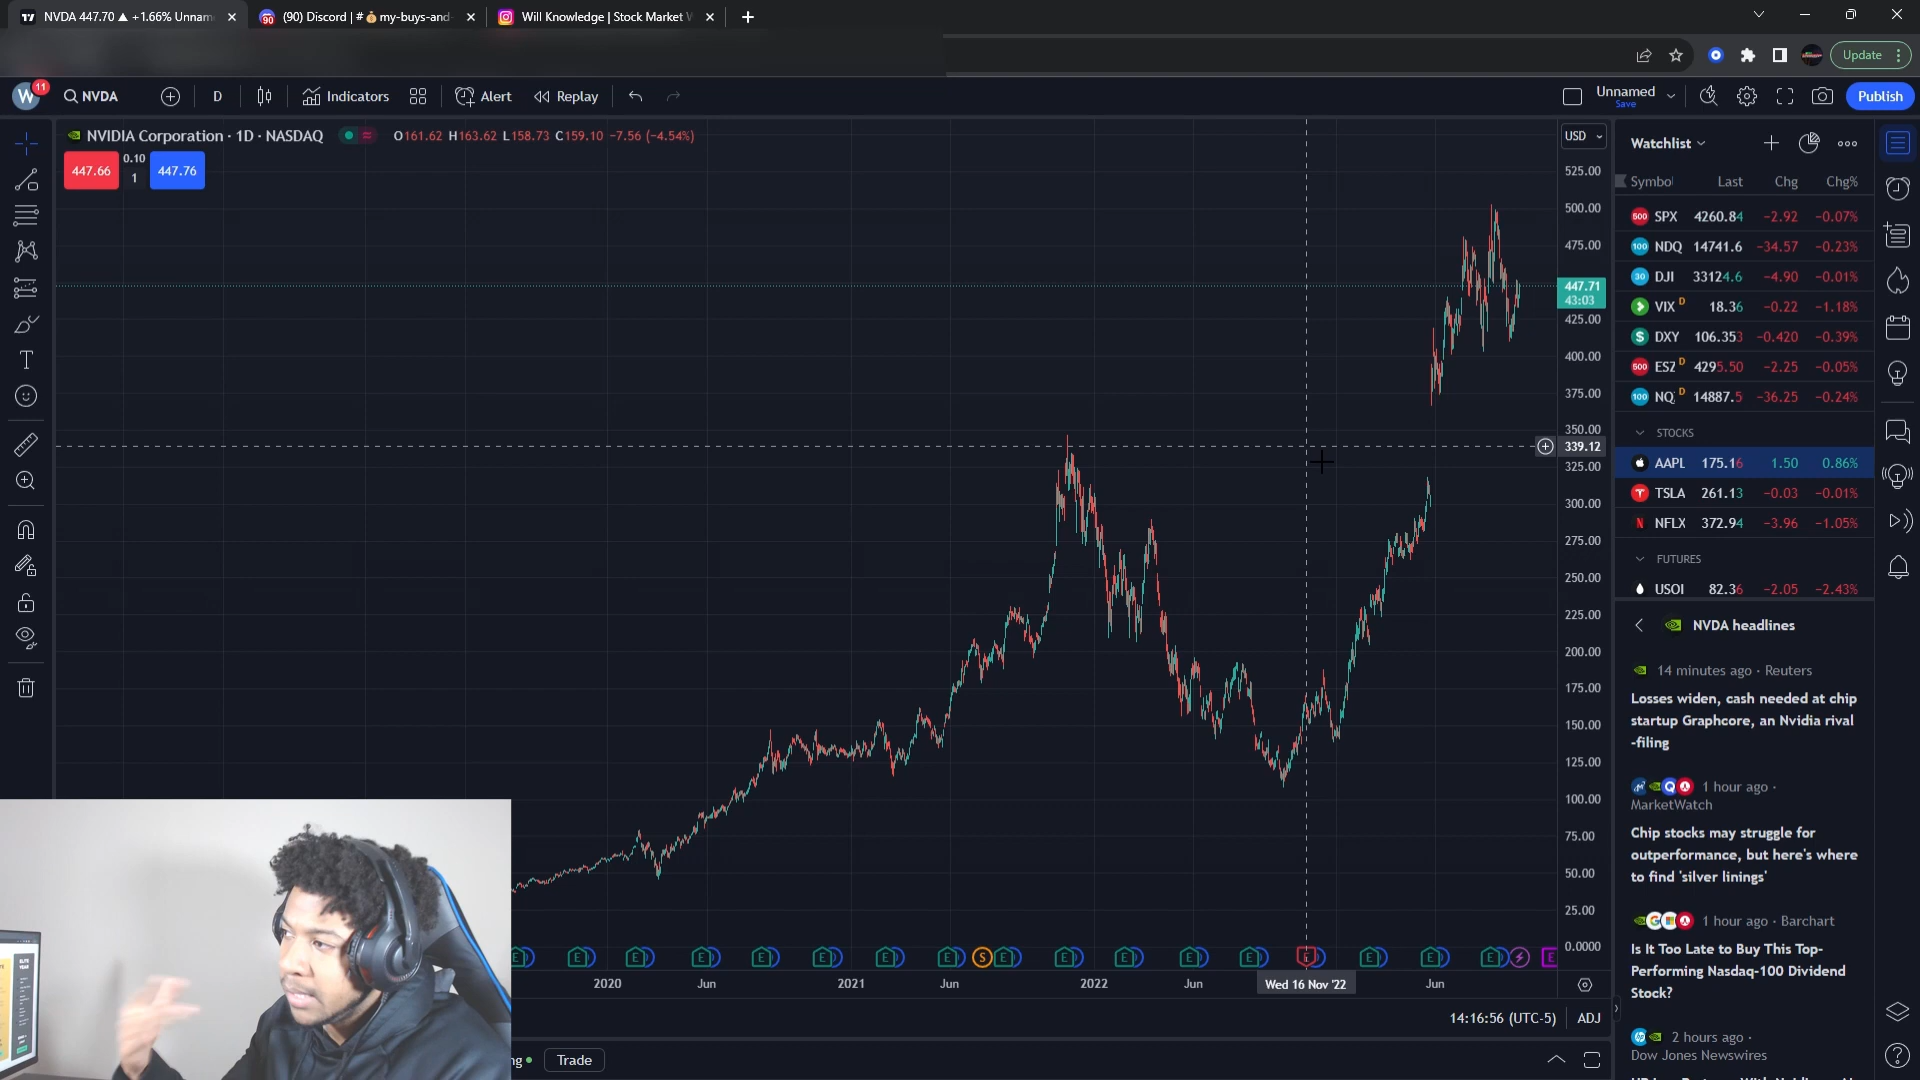 NVDA 447.70 ▲ +1.66% Unnam
(90) Discord | # 💰my-buys-and-
Will Knowledge | Stock Market W
Update
W
11
NVDA
D
Indicators
Alert
Replay
Unnamed
Save
Publish
NVIDIA Corporation · 1D · NASDAQ
O161.62 H163.62 L158.73 C159.10 -7.56 (-4.54%)
447.66
0.10
1
447.76
USD
525.00
500.00
475.00
447.71
43:03
425.00
400.00
375.00
350.00
339.12
325.00
300.00
275.00
250.00
225.00
200.00
175.00
150.00
125.00
100.00
75.00
50.00
25.00
0.0000
2020
Jun
2021
Jun
2022
Jun
Wed 16 Nov '22
Jun
14:16:56 (UTC-5)
ADJ
Trade
Watchlist
Symbol Last Chg Chg%
SPX 4260.84 -2.92 -0.07%
NDQ 14741.6 -34.57 -0.23%
DJI 33124.6 -4.90 -0.01%
VIX D 18.36 -0.22 -1.18%
DXY 106.353 -0.420 -0.39%
ESZ D 4295.50 -2.25 -0.05%
NQ D 14887.5 -36.25 -0.24%
STOCKS
AAPL 175.16 1.50 0.86%
TSLA 261.13 -0.03 -0.01%
NFLX 372.94 -3.96 -1.05%
FUTURES
USOI 82.36 -2.05 -2.43%
NVDA headlines
14 minutes ago · Reuters
Losses widen, cash needed at chip
startup Graphcore, an Nvidia rival
-filing
1 hour ago ·
MarketWatch
Chip stocks may struggle for
outperformance, but here's where
to find 'silver linings'
1 hour ago · Barchart
Is It Too Late to Buy This Top-
Performing Nasdaq-100 Dividend
Stock?
2 hours ago ·
Dow Jones Newswires